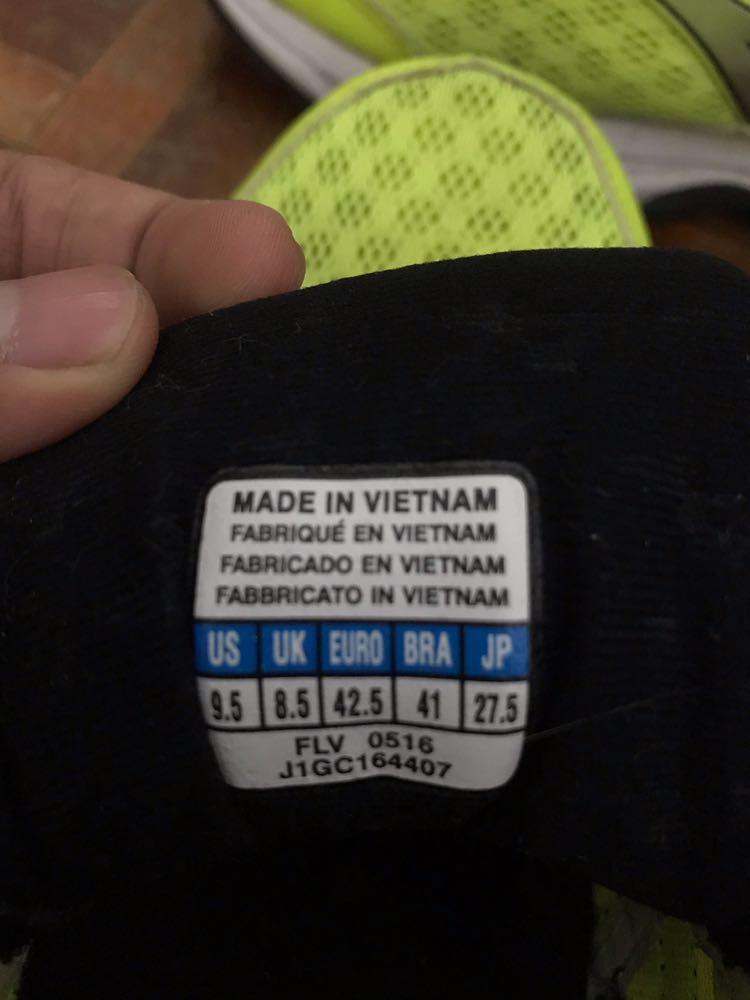 MADE IN VIETNAM
FABRIQUÉ EN VIETNAM
FABRICADO EN VIETNAM
FABBRICATO IN VIETNAM
US UK EURO BRA JP
9.5 8.5 42.5 41 27.5
FLV 0516
J1GC164407